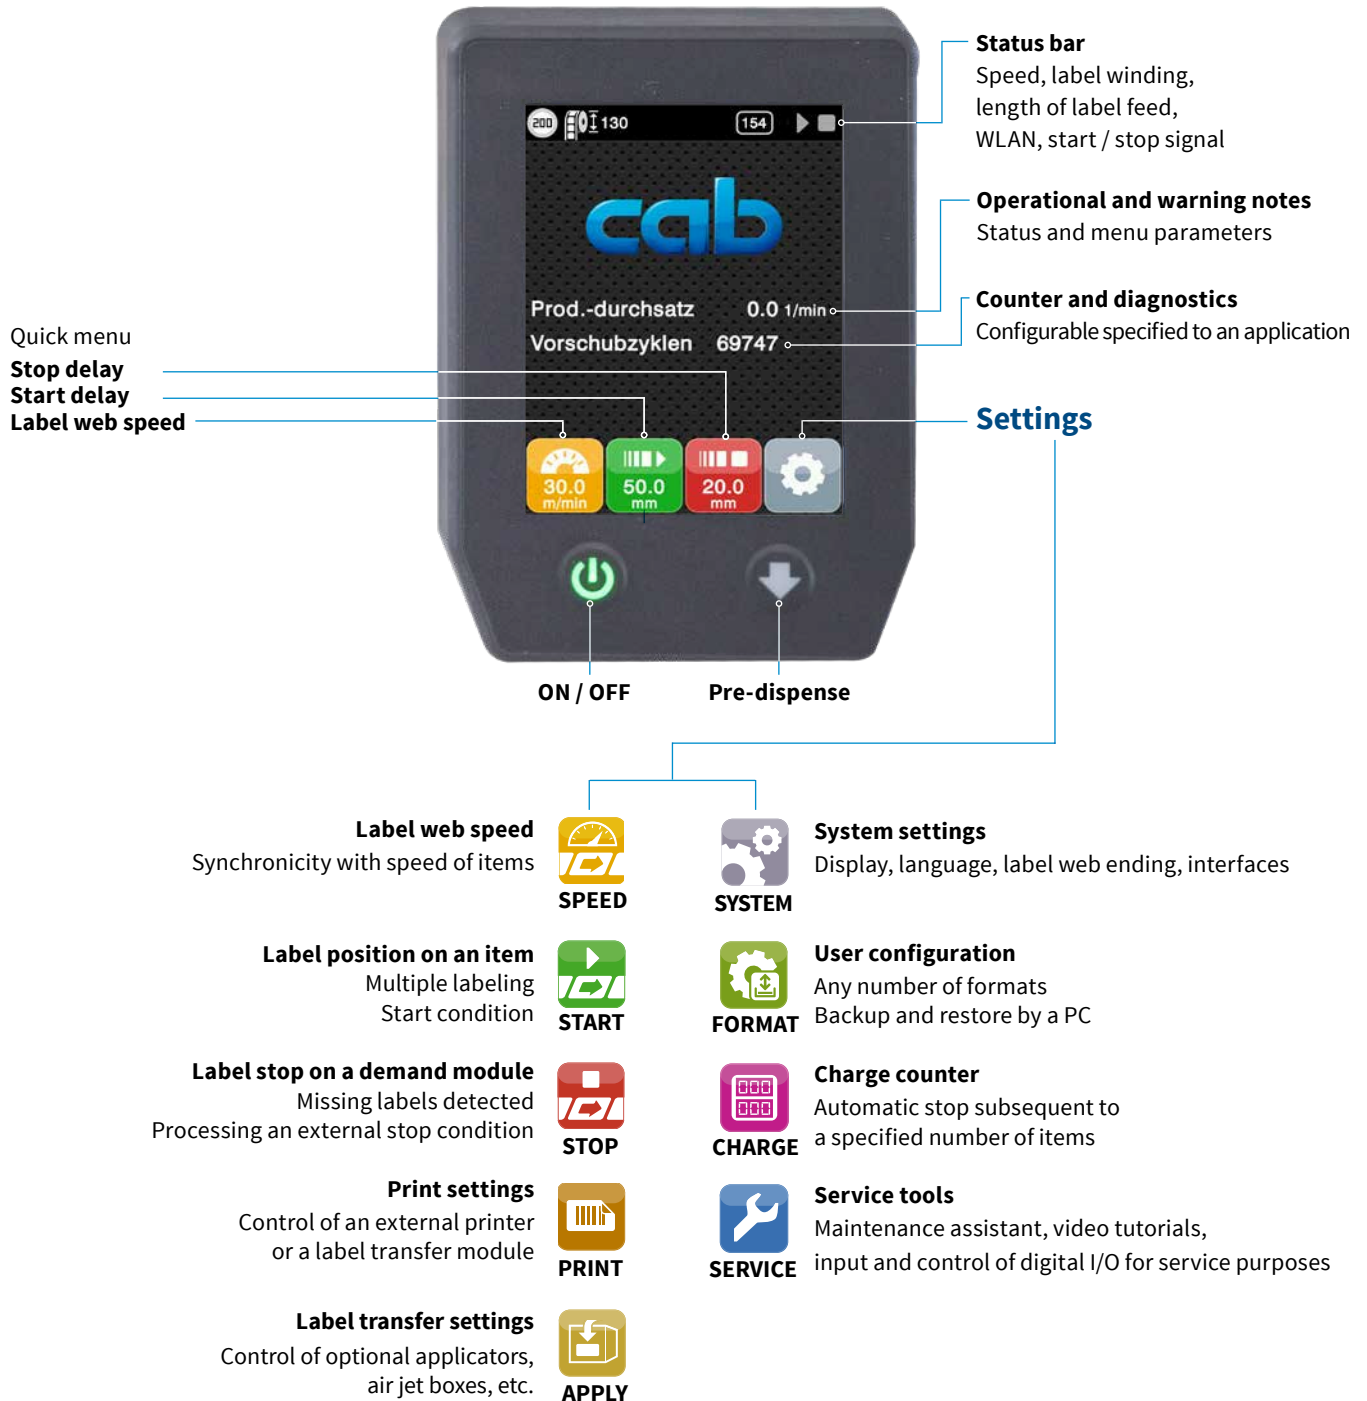 Status bar
Speed, label winding,
length of label feed,
WLAN, start / stop signal
200 130 154
cab
Operational and warning notes
Status and menu parameters
Prod.-durchsatz 0.0 1/min
Counter and diagnostics
Configurable specified to an application
Vorschubzyklen 69747
Quick menu
Stop delay
Start delay
Label web speed
Settings
30.0 m/min
50.0 mm
20.0 mm
ON / OFF
Pre-dispense
Label web speed
Synchronicity with speed of items
SPEED
System settings
Display, language, label web ending, interfaces
SYSTEM
Label position on an item
Multiple labeling
Start condition
START
User configuration
Any number of formats
Backup and restore by a PC
FORMAT
Label stop on a demand module
Missing labels detected
Processing an external stop condition
STOP
Charge counter
Automatic stop subsequent to
a specified number of items
CHARGE
Print settings
Control of an external printer
or a label transfer module
PRINT
Service tools
Maintenance assistant, video tutorials,
input and control of digital I/O for service purposes
SERVICE
Label transfer settings
Control of optional applicators,
air jet boxes, etc.
APPLY